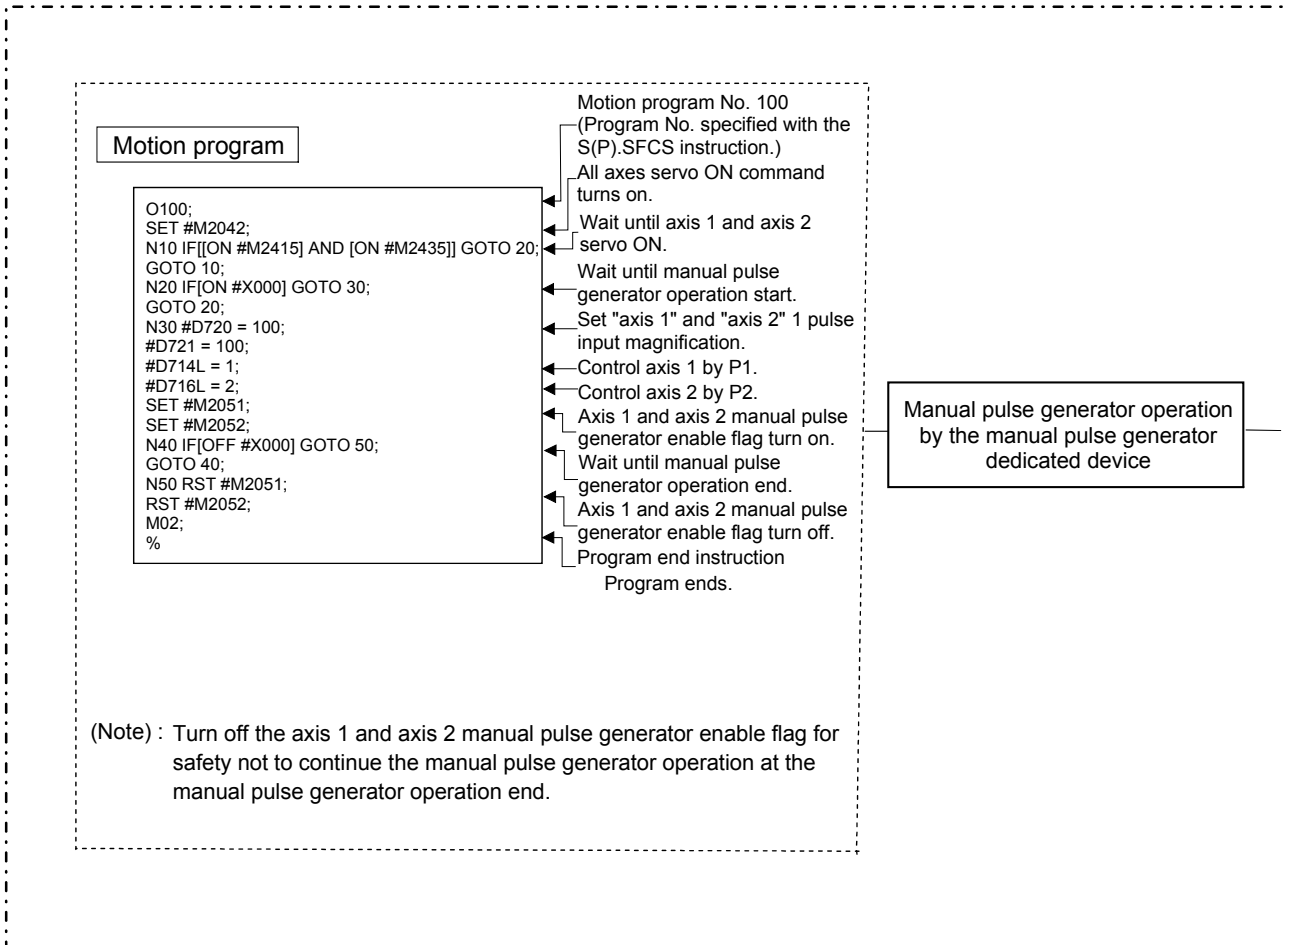 Motion program
O100;
SET #M2042;
N10 IF[[ON #M2415] AND [ON #M2435]] GOTO 20;
GOTO 10;
N20 IF[ON #X000] GOTO 30;
GOTO 20;
N30 #D720 = 100;
#D721 = 100;
#D714L = 1;
#D716L = 2;
SET #M2051;
SET #M2052;
N40 IF[OFF #X000] GOTO 50;
GOTO 40;
N50 RST #M2051;
RST #M2052;
M02;
%
Motion program No. 100
(Program No. specified with the
S(P).SFCS instruction.)
All axes servo ON command
turns on.
Wait until axis 1 and axis 2
servo ON.
Wait until manual pulse
generator operation start.
Set "axis 1" and "axis 2" 1 pulse
input magnification.
Control axis 1 by P1.
Control axis 2 by P2.
Axis 1 and axis 2 manual pulse
generator enable flag turn on.
Wait until manual pulse
generator operation end.
Axis 1 and axis 2 manual pulse
generator enable flag turn off.
Program end instruction
Program ends.
Manual pulse generator operation
by the manual pulse generator
dedicated device
(Note) : Turn off the axis 1 and axis 2 manual pulse generator enable flag for
safety not to continue the manual pulse generator operation at the
manual pulse generator operation end.